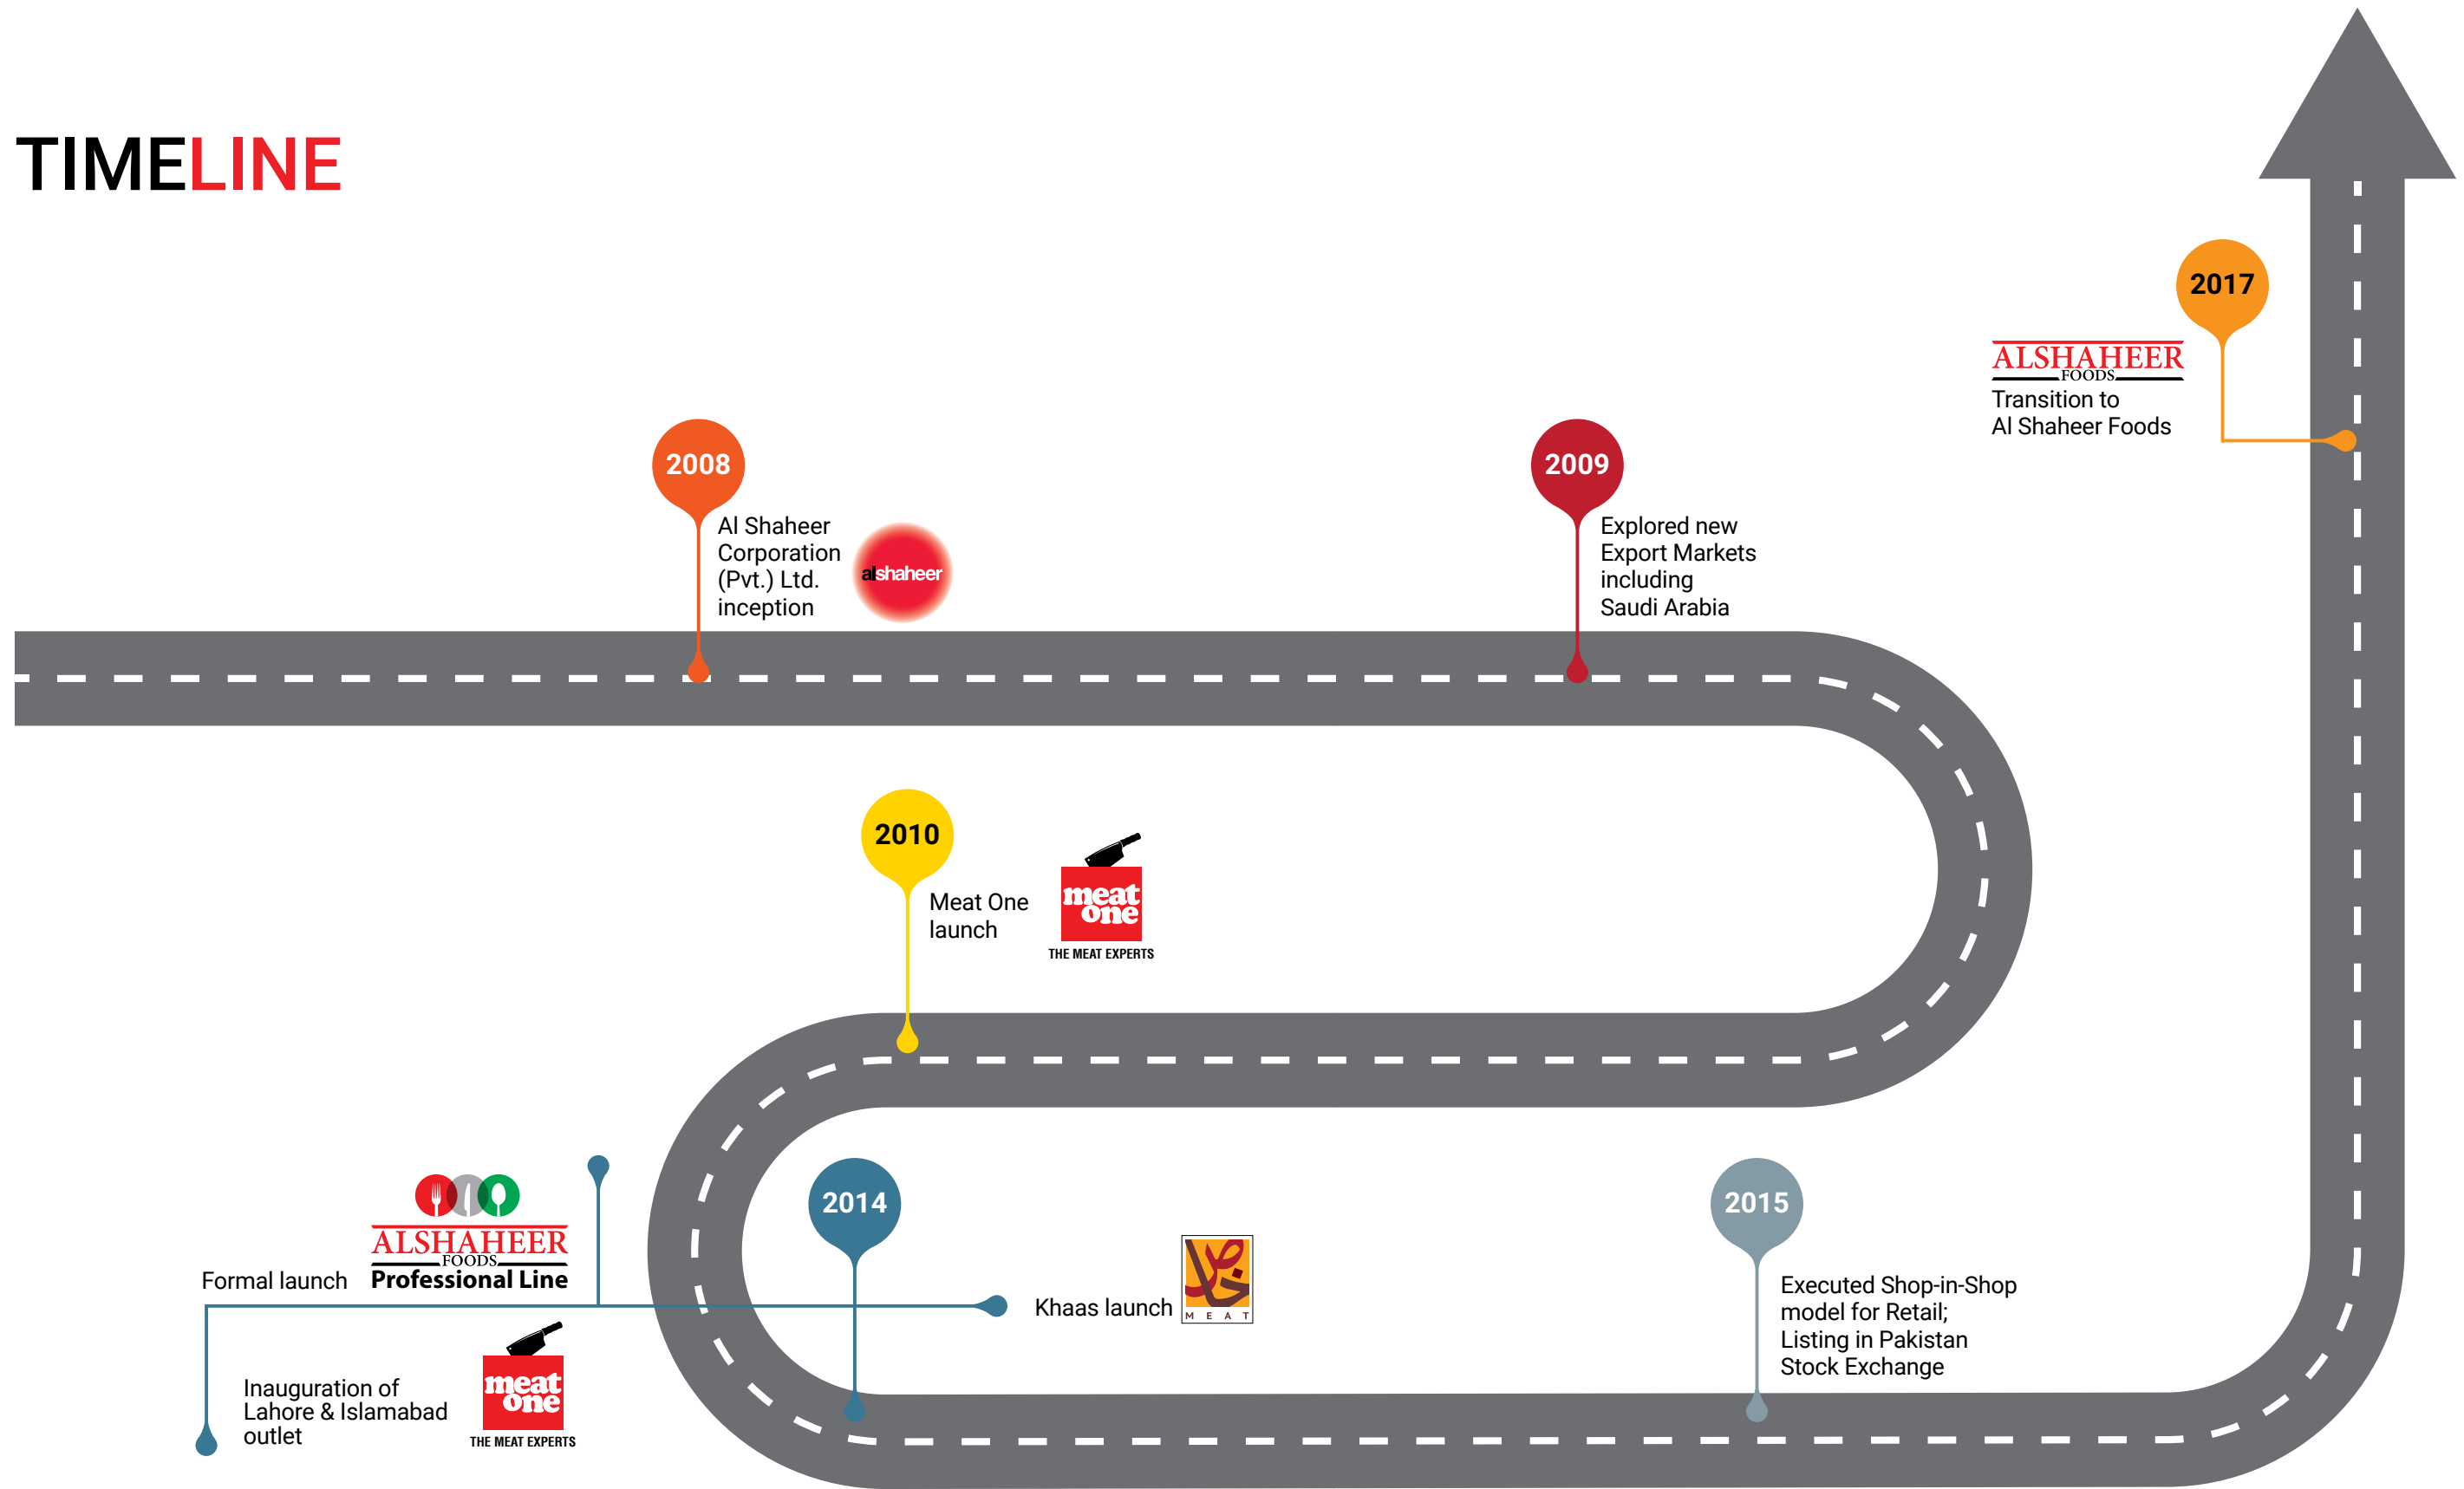 TIMELINE
2017
ALSHAHEER
FOODS
Transition to
Al Shaheer Foods
2008
Al Shaheer
Corporation
(Pvt.) Ltd.
inception
alshaheer
2009
Explored new
Export Markets
including
Saudi Arabia
2010
Meat One
launch
meat
one
THE MEAT EXPERTS
2014
Formal launch
ALSHAHEER
FOODS
Professional Line
Khaas launch
خاص
MEAT
Inauguration of
Lahore & Islamabad
outlet
meat
one
THE MEAT EXPERTS
2015
Executed Shop-in-Shop
model for Retail;
Listing in Pakistan
Stock Exchange